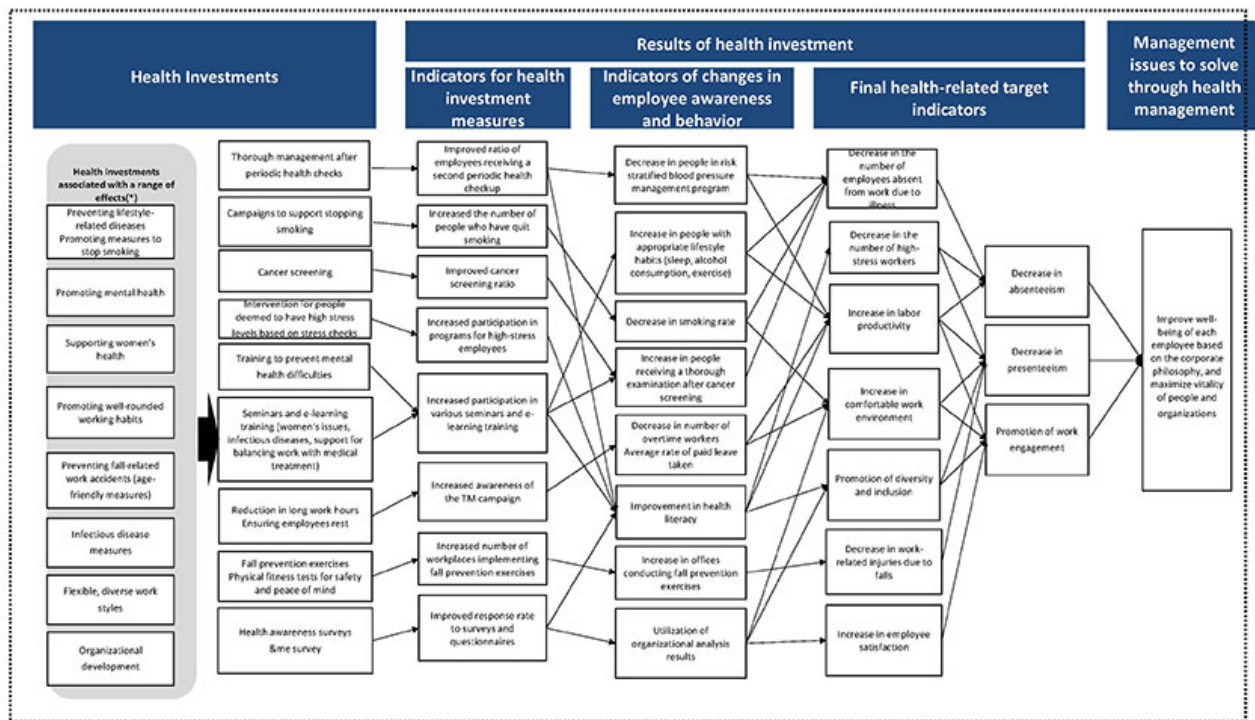 Health Investments
Results of health investment
Management
issues to solve
through health
management
Indicators for health
investment
measures
Indicators of changes in
employee awareness
and behavior
Final health-related target
indicators
Health investments
associated with a range of
effects(*)
Preventing lifestyle-
related diseases
Promoting measures to
stop smoking
Promoting mental health
Supporting women's
health
Promoting well-rounded
working habits
Preventing fall-related
work accidents (age-
friendly measures)
Infectious disease
measures
Flexible, diverse work
styles
Organizational
development
Thorough management after
periodic health checks
Campaigns to support stopping
smoking
Cancer screening
Intervention for people
deemed to have high stress
levels based on stress checks
Training to prevent mental
health difficulties
Seminars and e-learning
training (women's issues,
infectious diseases, support for
balancing work with medical
treatment)
Reduction in long work hours
Ensuring employees rest
Fall prevention exercises
Physical fitness tests for safety
and peace of mind
Health awareness surveys
&me survey
Improved ratio of
employees receiving a
second periodic health
checkup
Increased the number of
people who have quit
smoking
Improved cancer
screening ratio
Increased participation in
programs for high-stress
employees
Increased participation in
various seminars and e-
learning training
Increased awareness of
the TM campaign
Increased number of
workplaces implementing
fall prevention exercises
Improved response rate
to surveys and
questionnaires
Decrease in people in risk
stratified blood pressure
management program
Increase in people with
appropriate lifestyle
habits (sleep, alcohol
consumption, exercise)
Decrease in smoking rate
Increase in people
receiving a thorough
examination after cancer
screening
Decrease in number of
overtime workers
Average rate of paid leave
taken
Improvement in health
literacy
Increase in offices
conducting fall prevention
exercises
Utilization of
organizational analysis
results
Decrease in the
number of
employees absent
from work due to
illness
Decrease in the
number of high-
stress workers
Increase in labor
productivity
Increase in
comfortable work
environment
Promotion of diversity
and inclusion
Decrease in work-
related injuries due to
falls
Increase in employee
satisfaction
Decrease in
absenteeism
Decrease in
presenteeism
Promotion of work
engagement
Improve well-
being of each
employee based
on the corporate
philosophy, and
maximize vitality
of people and
organizations